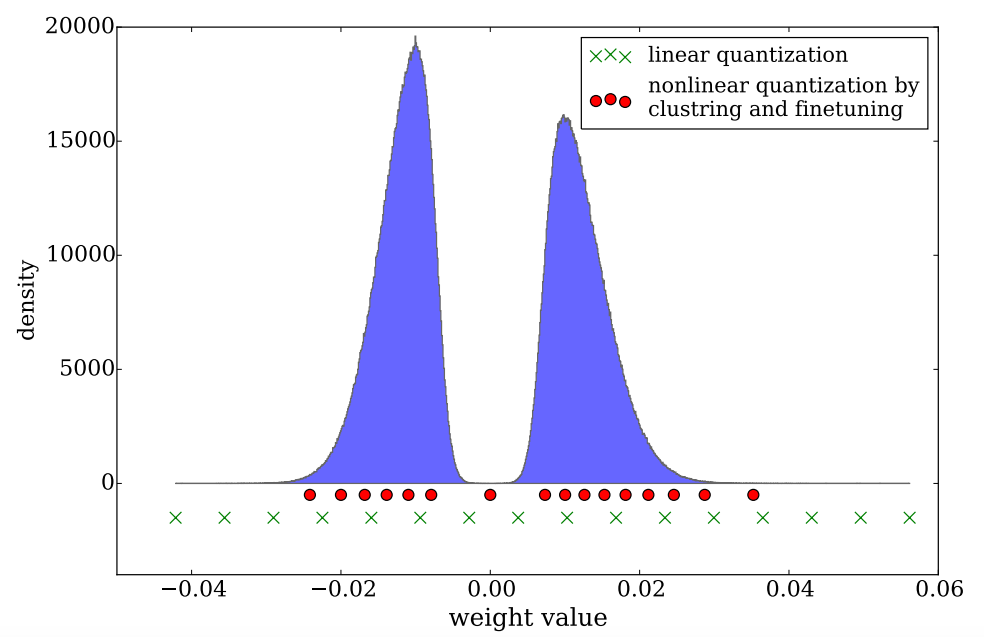 20000
15000
10000
5000
0
density
linear quantization
nonlinear quantization by
clustring and finetuning
−0.04 −0.02 0.00 0.02 0.04 0.06
weight value